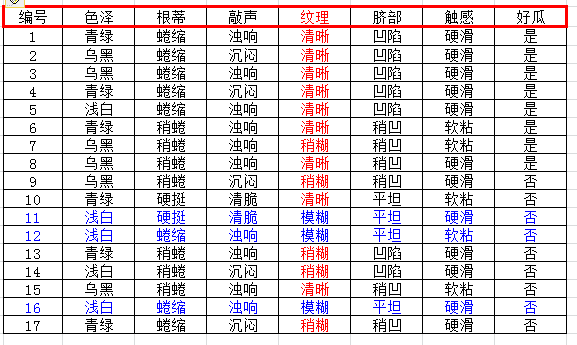 编号 色泽 根蒂 敲声 纹理 脐部 触感 好瓜
1 青绿 蜷缩 浊响 清晰 凹陷 硬滑 是
2 乌黑 蜷缩 沉闷 清晰 凹陷 硬滑 是
3 乌黑 蜷缩 浊响 清晰 凹陷 硬滑 是
4 青绿 蜷缩 沉闷 清晰 凹陷 硬滑 是
5 浅白 蜷缩 浊响 清晰 凹陷 硬滑 是
6 青绿 稍蜷 浊响 清晰 稍凹 软粘 是
7 乌黑 稍蜷 浊响 稍糊 稍凹 软粘 是
8 乌黑 稍蜷 浊响 清晰 稍凹 硬滑 是
9 乌黑 稍蜷 沉闷 稍糊 稍凹 硬滑 否
10 青绿 硬挺 清脆 清晰 平坦 软粘 否
11 浅白 硬挺 清脆 模糊 平坦 硬滑 否
12 浅白 蜷缩 浊响 模糊 平坦 软粘 否
13 青绿 稍蜷 浊响 稍糊 凹陷 硬滑 否
14 浅白 稍蜷 沉闷 稍糊 凹陷 硬滑 否
15 乌黑 稍蜷 浊响 清晰 稍凹 软粘 否
16 浅白 蜷缩 浊响 模糊 平坦 硬滑 否
17 青绿 蜷缩 沉闷 稍糊 稍凹 硬滑 否